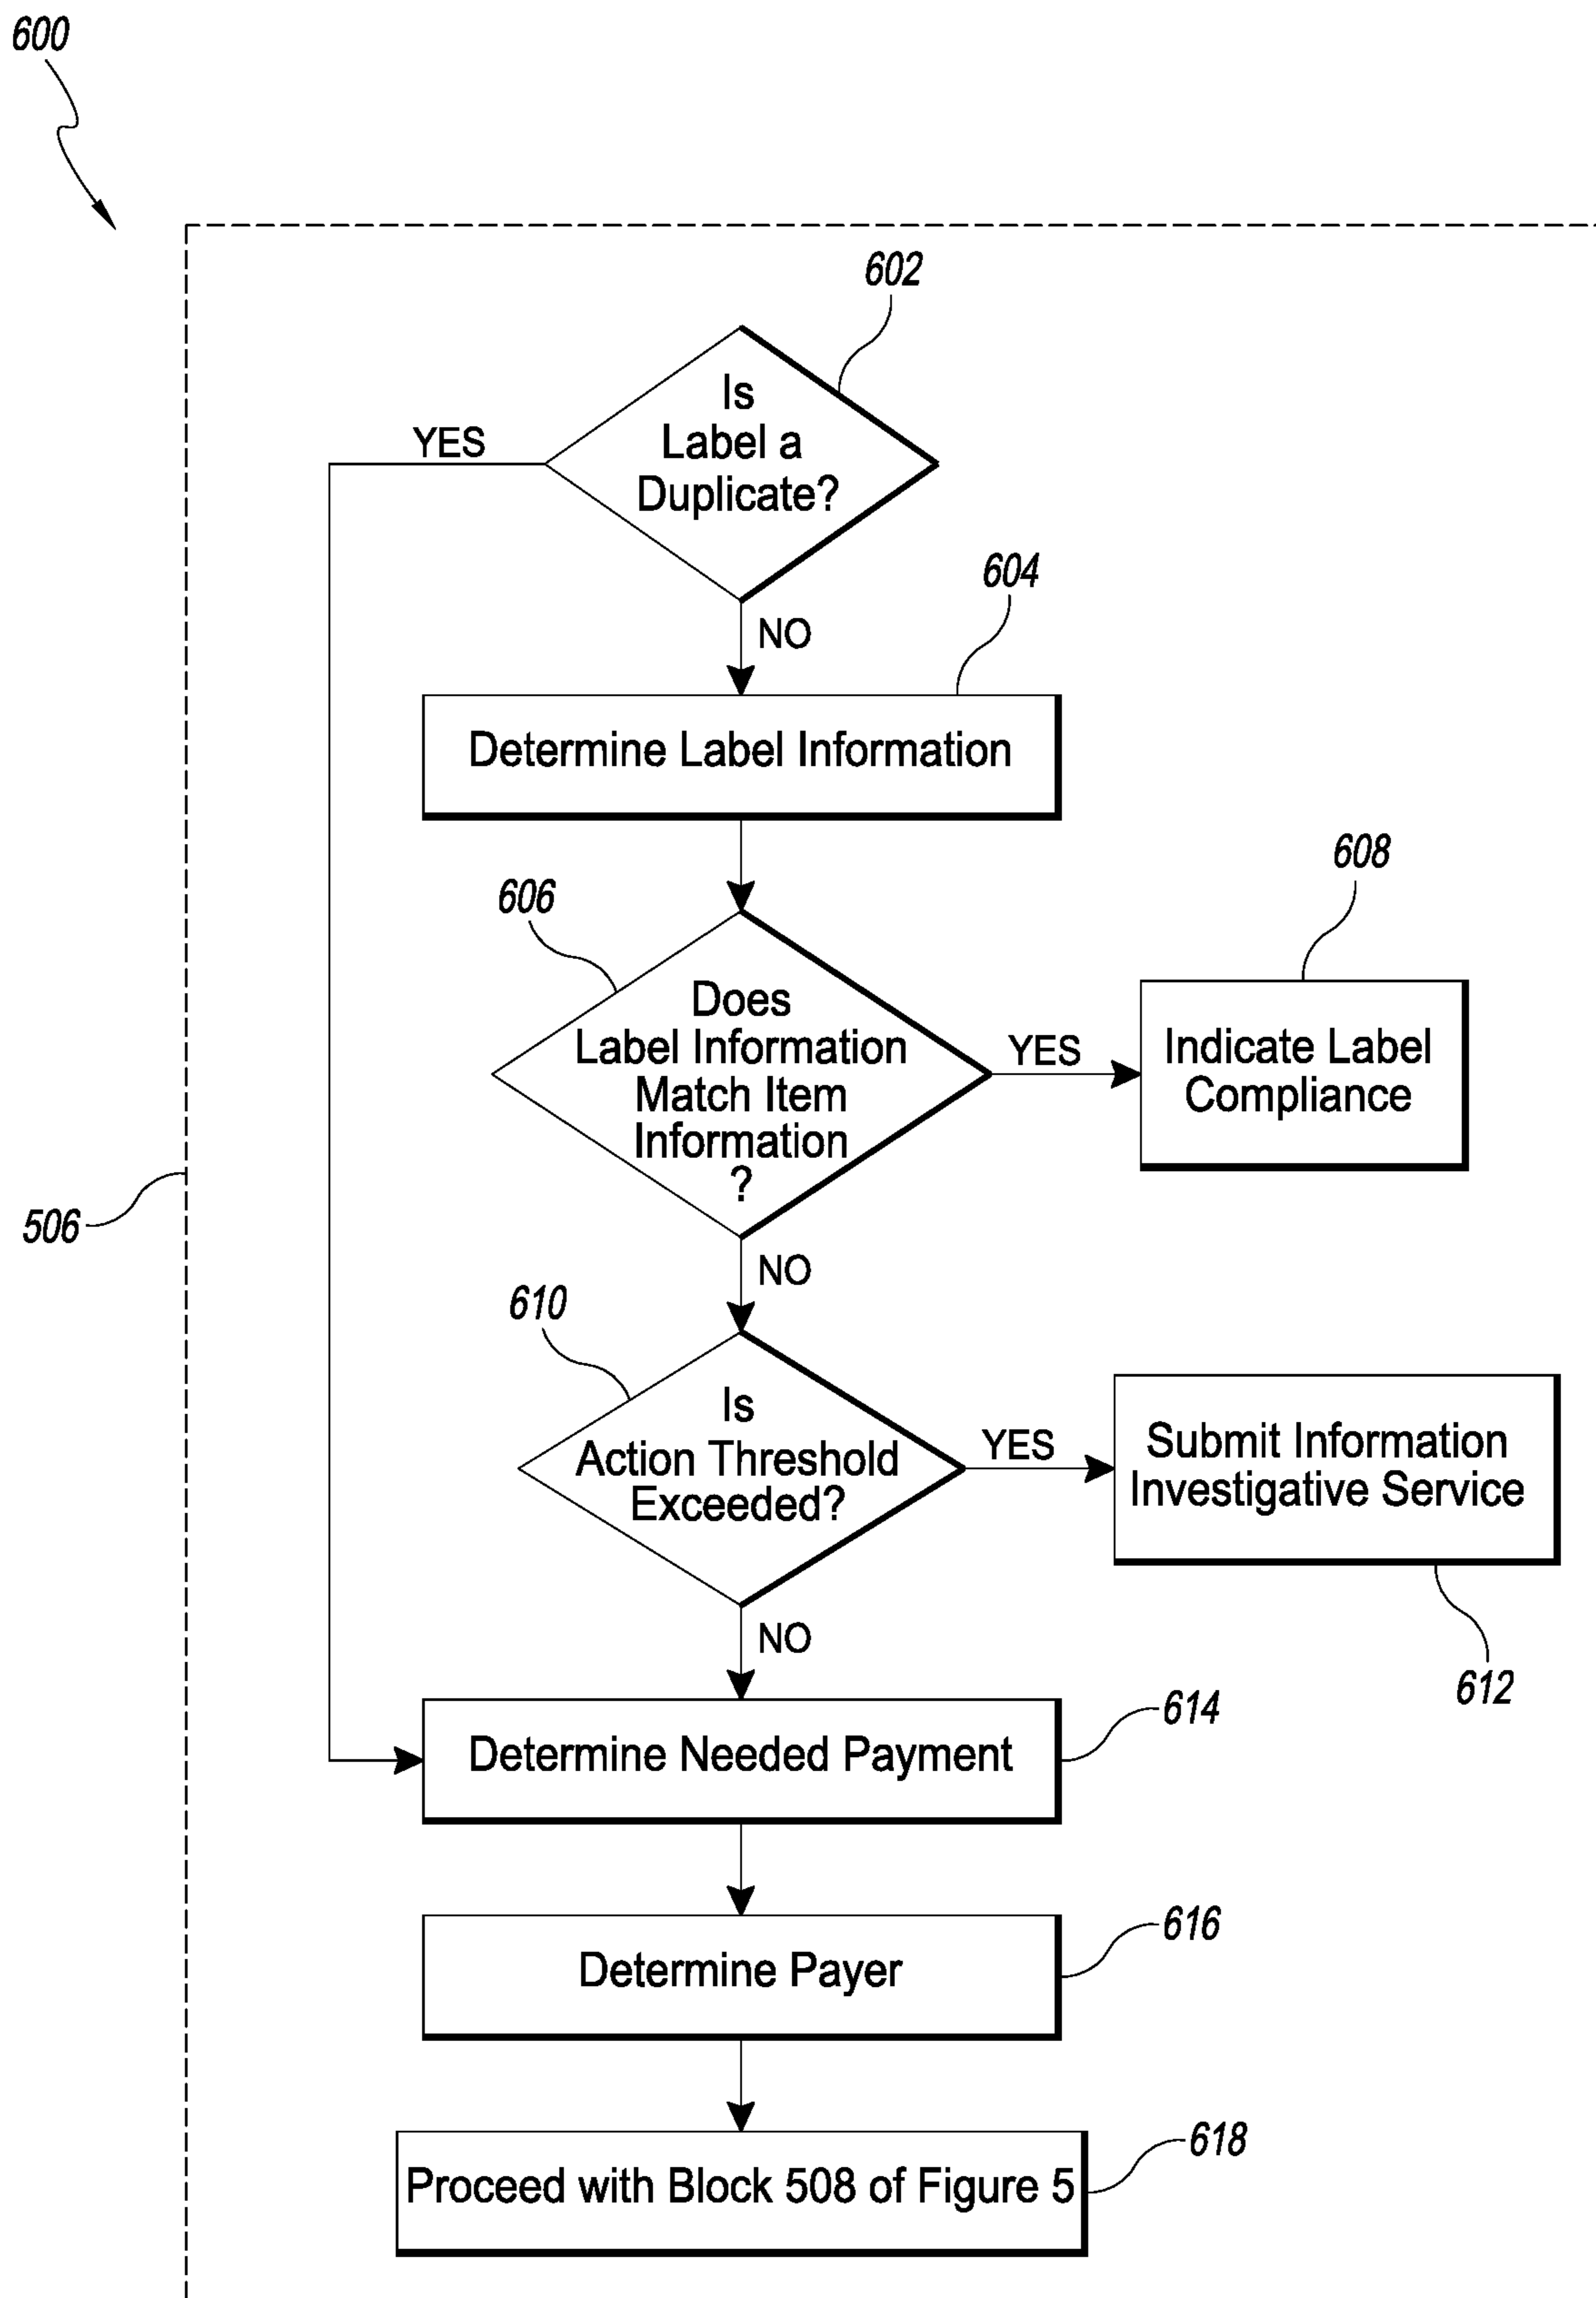 600
602
Is
Label a
Duplicate?
YES
NO
604
Determine Label Information
606
Does
Label Information
Match Item
Information
?
YES
608
Indicate Label
Compliance
506
NO
610
Is
Action Threshold
Exceeded?
YES
Submit Information
Investigative Service
612
NO
614
Determine Needed Payment
616
Determine Payer
618
Proceed with Block 508 of Figure 5